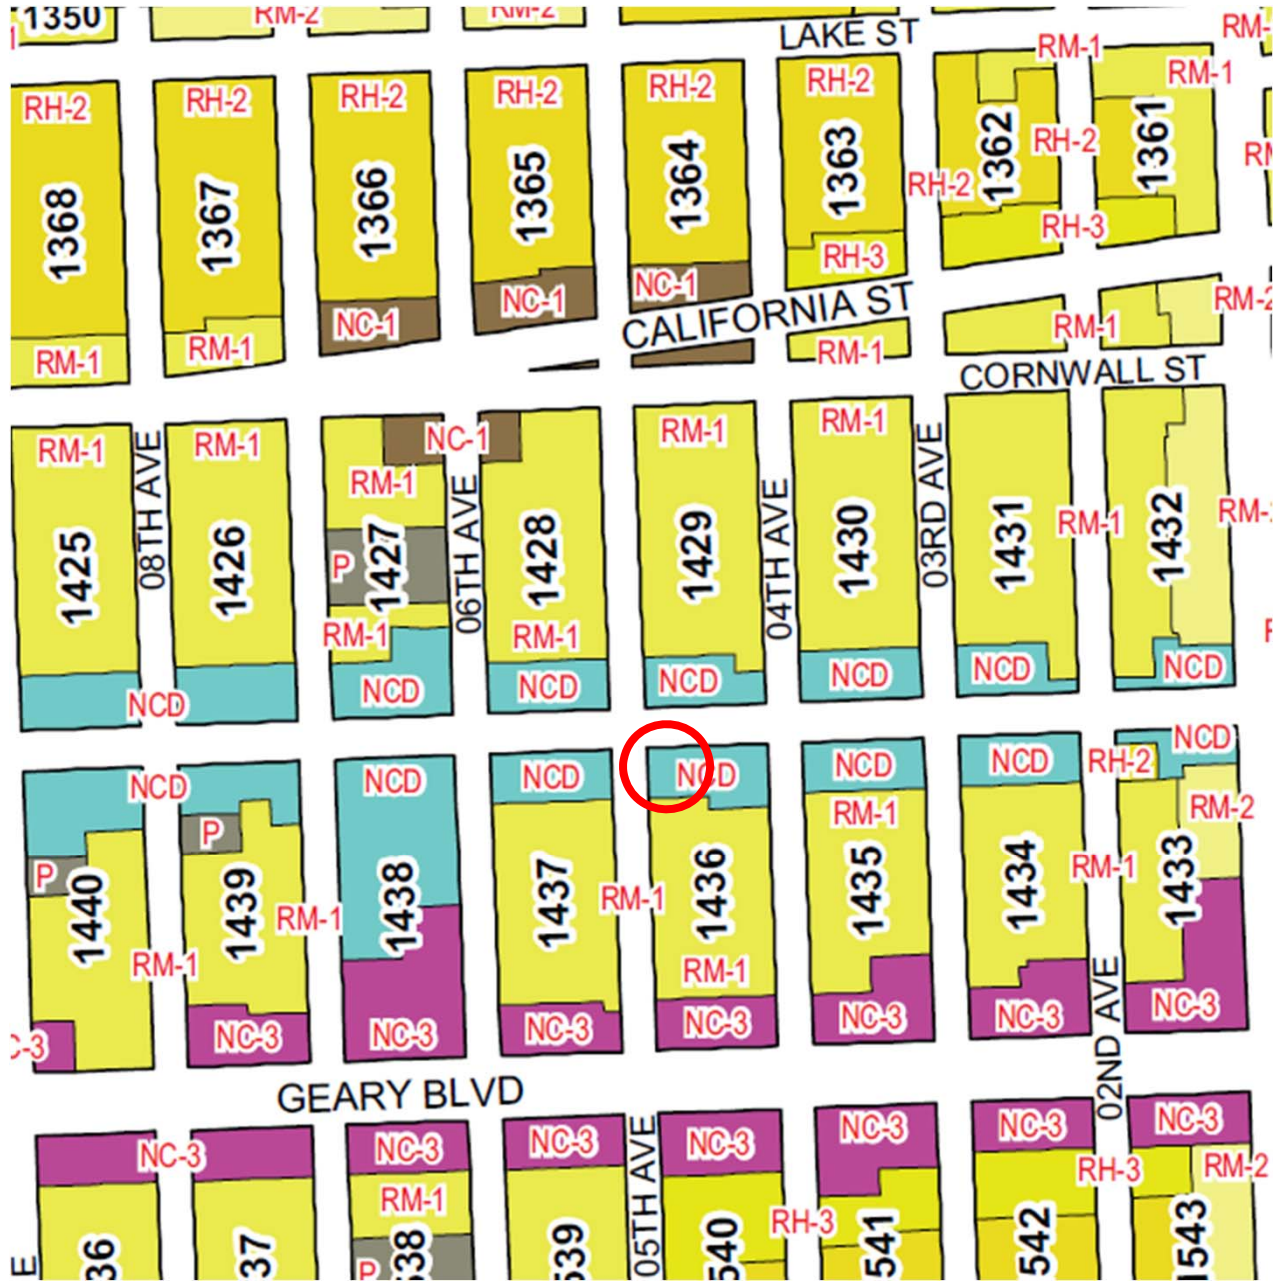 1350
RM-2
RM-2
LAKE ST
RM-1
RH-2
RH-2
RH-2
RH-2
RH-2
RH-2
RM-1
1368
1367
1366
1365
1364
1363
1362
RH-2
1361
RH-2
RH-3
RH-3
NC-1
NC-1
NC-1
CALIFORNIA ST
RM-1
RM-1
RM-1
RM-1
RM-2
CORNWALL ST
RM-1
08TH AVE
RM-1
NC-1
RM-1
RM-1
03RD AVE
RM-1
1425
1426
P
1427
06TH AVE
1428
1429
04TH AVE
1430
1431
RM-1
1432
RM-1
RM-1
NCD
NCD
NCD
NCD
NCD
NCD
NCD
NCD
NCD
NCD
NCD
NCD
NCD
RH-2
NCD
P
RM-1
RM-2
P
1440
1439
RM-1
1438
1437
RM-1
1436
1435
1434
RM-1
1433
RM-1
RM-1
NC-3
NC-3
NC-3
NC-3
NC-3
NC-3
NC-3
02ND AVE
GEARY BLVD
NC-3
NC-3
NC-3
05TH AVE
NC-3
NC-3
NC-3
NC-3
RM-1
RH-3
RH-3
RM-2
36
37
P
538
539
540
541
542
543